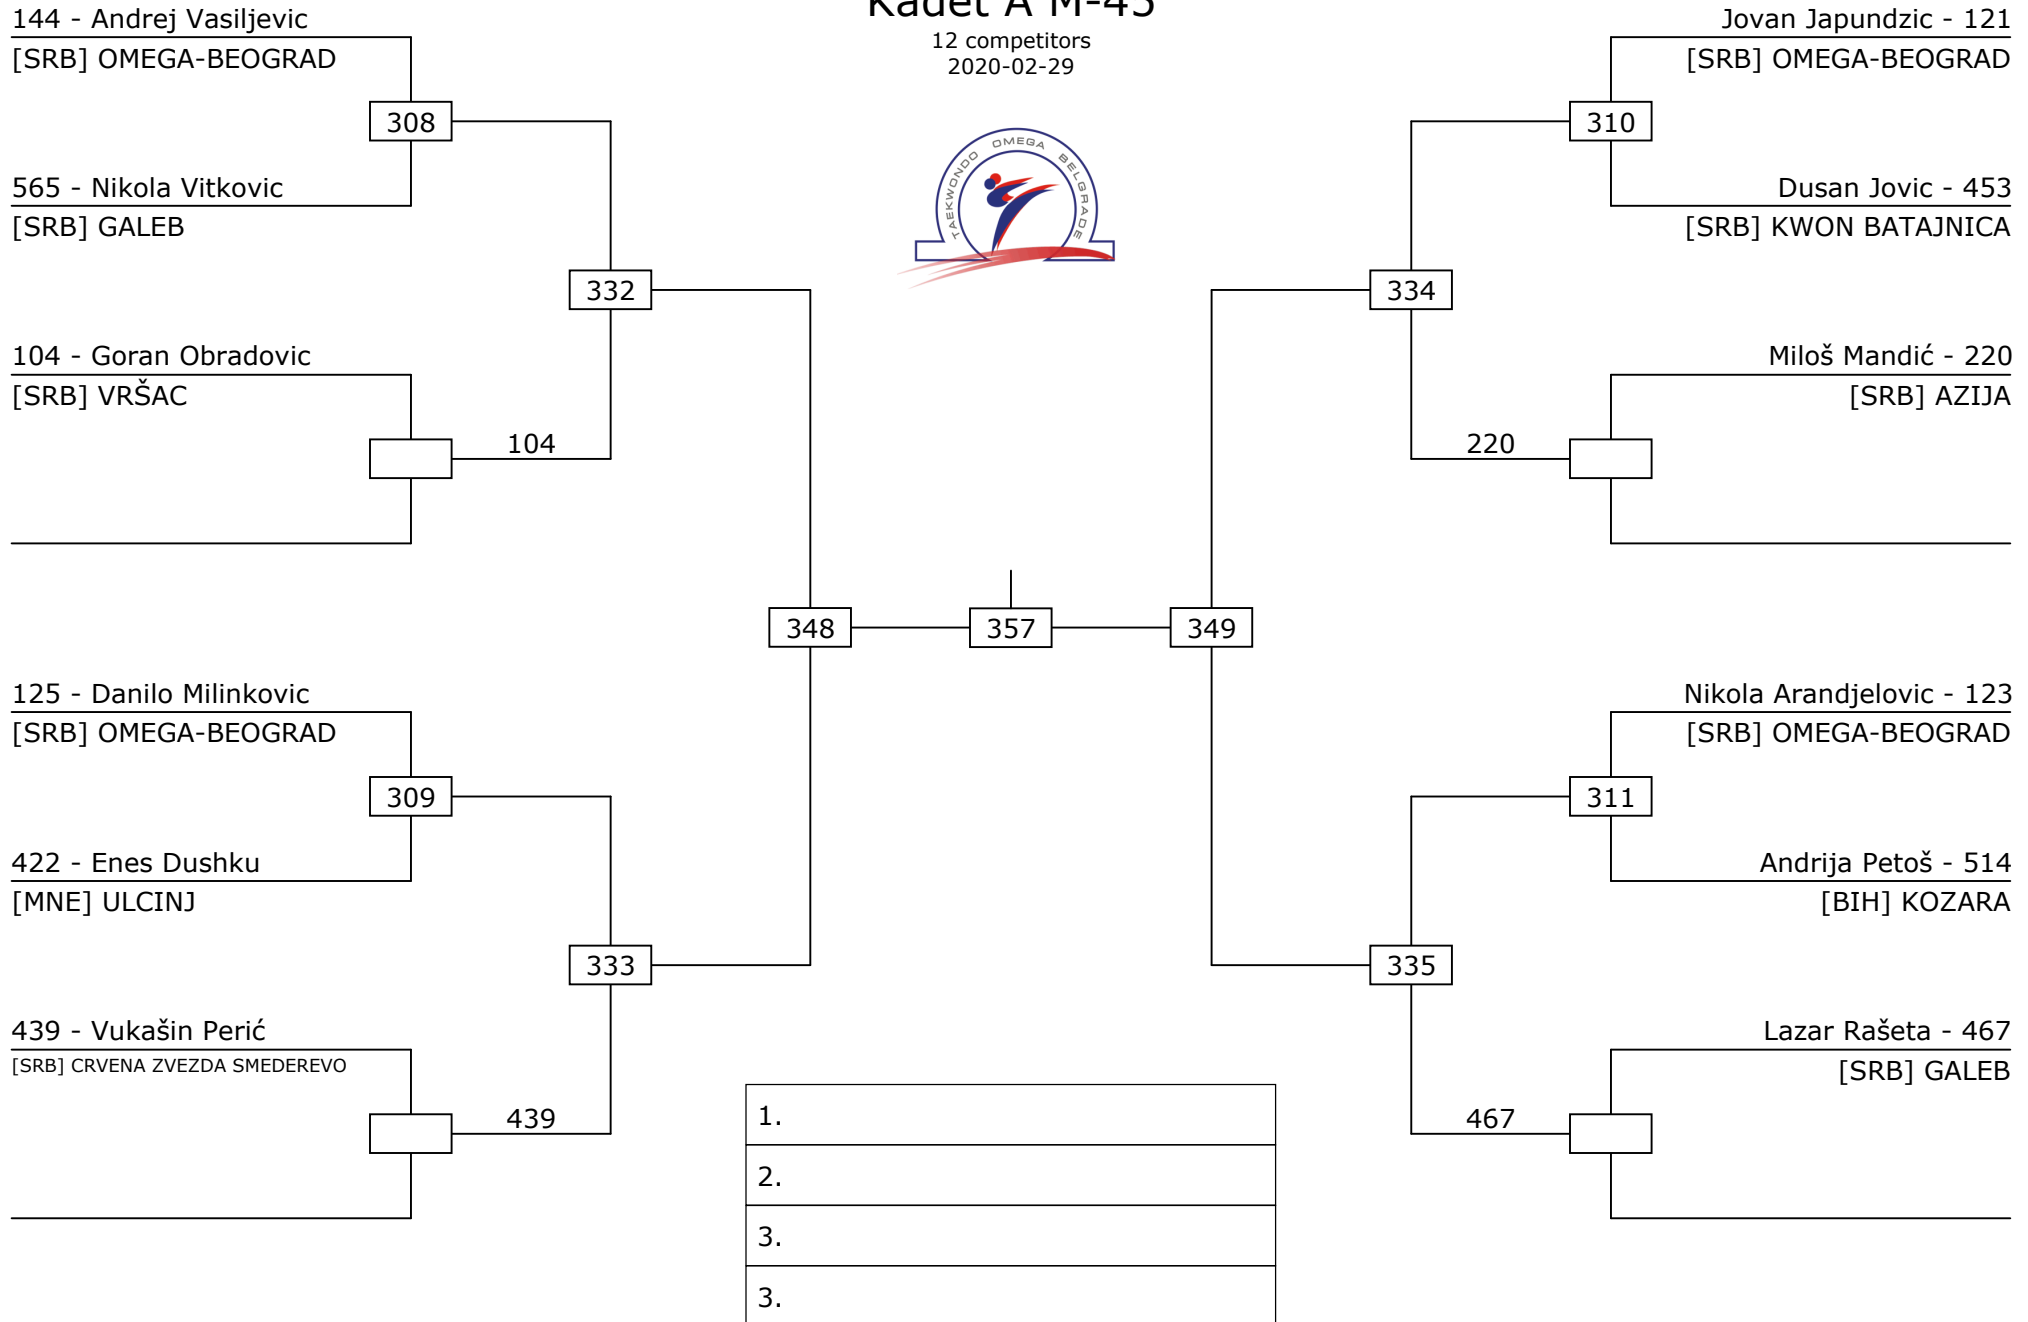 Kadet A M-45
12 competitors
2020-02-29
TAEKWONDO OMEGA BELGRADE
144 - Andrej Vasiljevic
[SRB] OMEGA-BEOGRAD
308
565 - Nikola Vitkovic
[SRB] GALEB
332
104 - Goran Obradovic
[SRB] VRŠAC
104
348
125 - Danilo Milinkovic
[SRB] OMEGA-BEOGRAD
309
422 - Enes Dushku
[MNE] ULCINJ
333
439 - Vukašin Perić
[SRB] CRVENA ZVEZDA SMEDEREVO
439
357
Jovan Japundzic - 121
[SRB] OMEGA-BEOGRAD
310
Dusan Jovic - 453
[SRB] KWON BATAJNICA
334
Miloš Mandić - 220
[SRB] AZIJA
220
349
Nikola Arandjelovic - 123
[SRB] OMEGA-BEOGRAD
311
Andrija Petoš - 514
[BIH] KOZARA
335
Lazar Rašeta - 467
[SRB] GALEB
467
1.
2.
3.
3.